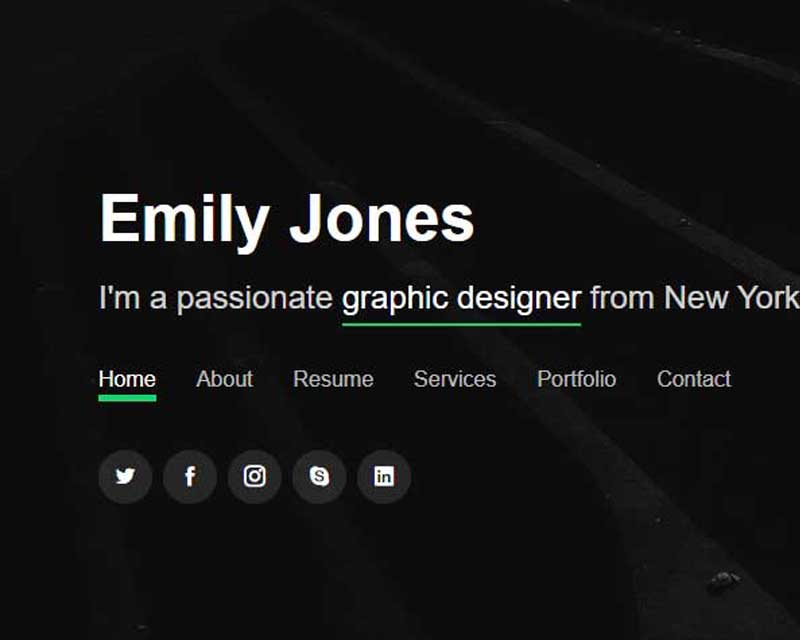 Emily Jones
I'm a passionate graphic designer from New York
Home About Resume Services Portfolio Contact